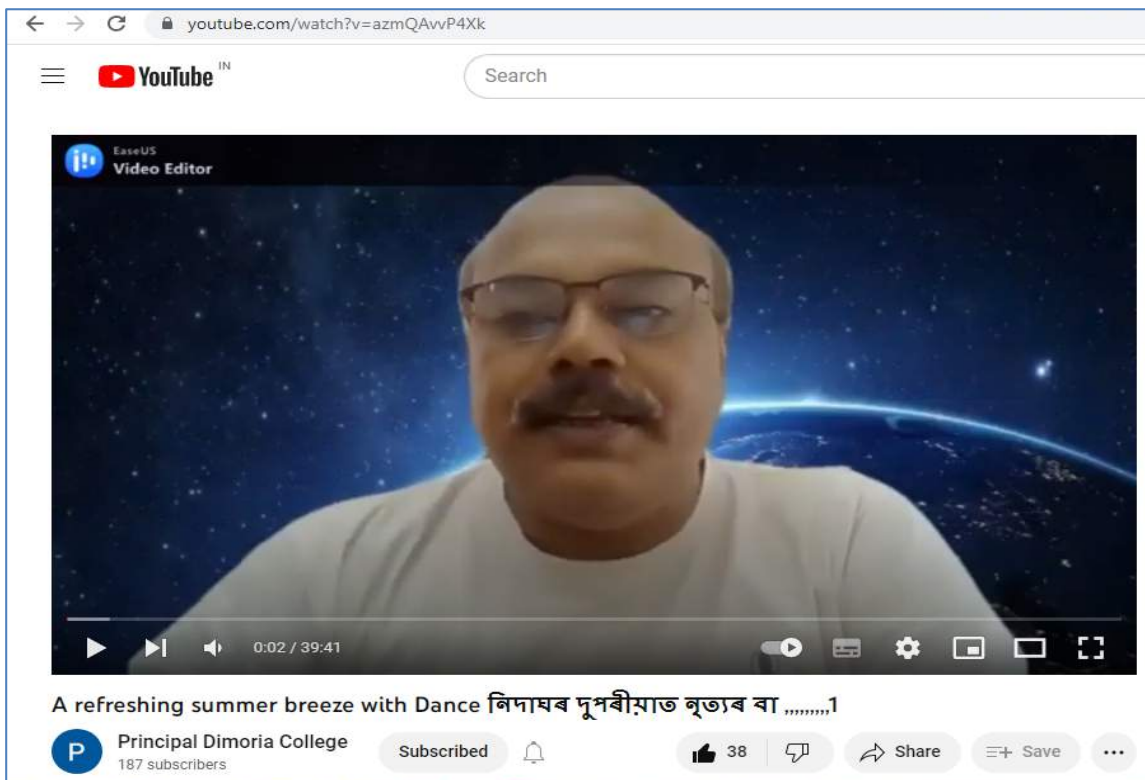 youtube.com/watch?v=azmQAvvP4Xk
YouTube IN
Search
EaseUS
Video Editor
0:02 / 39:41
A refreshing summer breeze with Dance নিদাঘৰ দুপৰীয়াত নৃত্যৰ বা ,,,,,,,,,1
P
Principal Dimoria College
187 subscribers
Subscribed
38
Share
Save